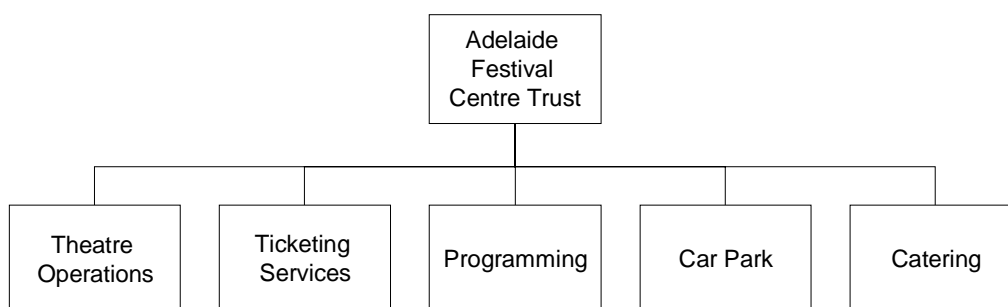 Adelaide
Festival
Centre Trust
Theatre
Operations
Ticketing
Services
Programming
Car Park
Catering